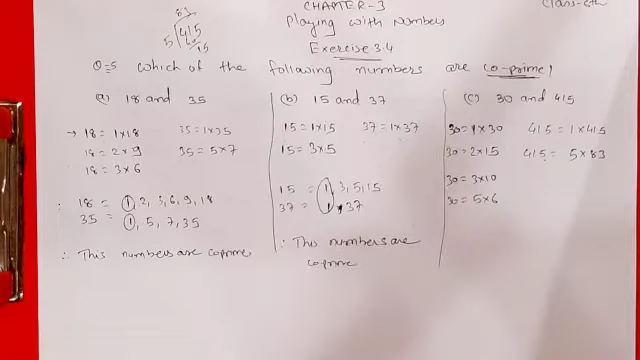 CHAPTER-3
Class-6th
Playing with Numbers
Exercise 3.4
83
5 415
40
15
Q=5 which of the following numbers are co-prime?
(a) 18 and 35
→ 18 = 1×18 35 = 1×35
18 = 2×9 35 = 5×7
18 = 3×6
18 = 1, 2, 3, 6, 9, 18
35 = 1, 5, 7, 35
∴ This numbers are coprime
(b) 15 and 37
15 = 1×15 37 = 1×37
15 = 3×5
15 = 1, 3, 5, 15
37 = 1, 37
∴ This numbers are
coprime
(c) 30 and 415
30 = 1×30 415 = 1×415
30 = 2×15 415 = 5×83
30 = 3×10
30 = 5×6